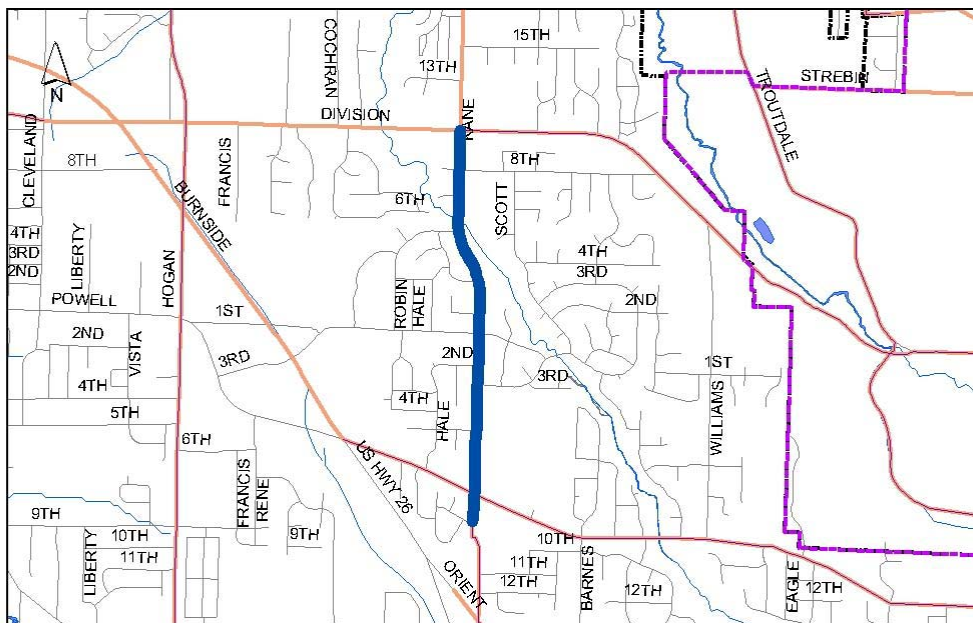 15TH
COCHRAN
13TH
STREBIN
TROUTDALE
N
DIVISION
KANE
CLEVELAND
8TH
FRANCIS
8TH
BURNSIDE
6TH
SCOTT
4TH
3RD
2ND
LIBERTY
HOGAN
4TH
3RD
POWELL
1ST
ROBIN
HALE
2ND
2ND
VISTA
3RD
2ND
3RD
1ST
4TH
4TH
WILLIAMS
5TH
HALE
6TH
US HWY 26
FRANCIS
RENE
9TH
LIBERTY
10TH
11TH
9TH
10TH
11TH
12TH
ORIENT
BARNES
12TH
EAGLE
12TH